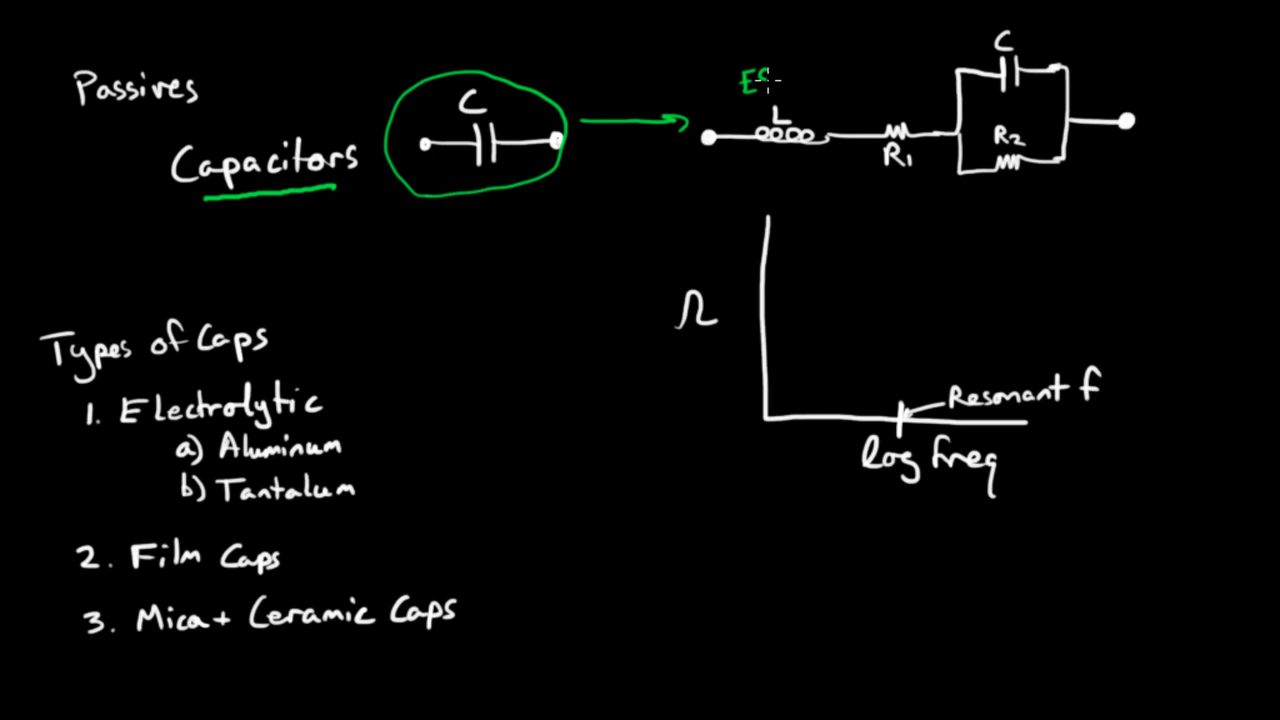 Passives
Capacitors
C
ES
L
R1
C
R2
Ω
Resonant f
log freq
Types of Caps
1. Electrolytic
a) Aluminum
b) Tantalum
2. Film Caps
3. Mica + Ceramic Caps